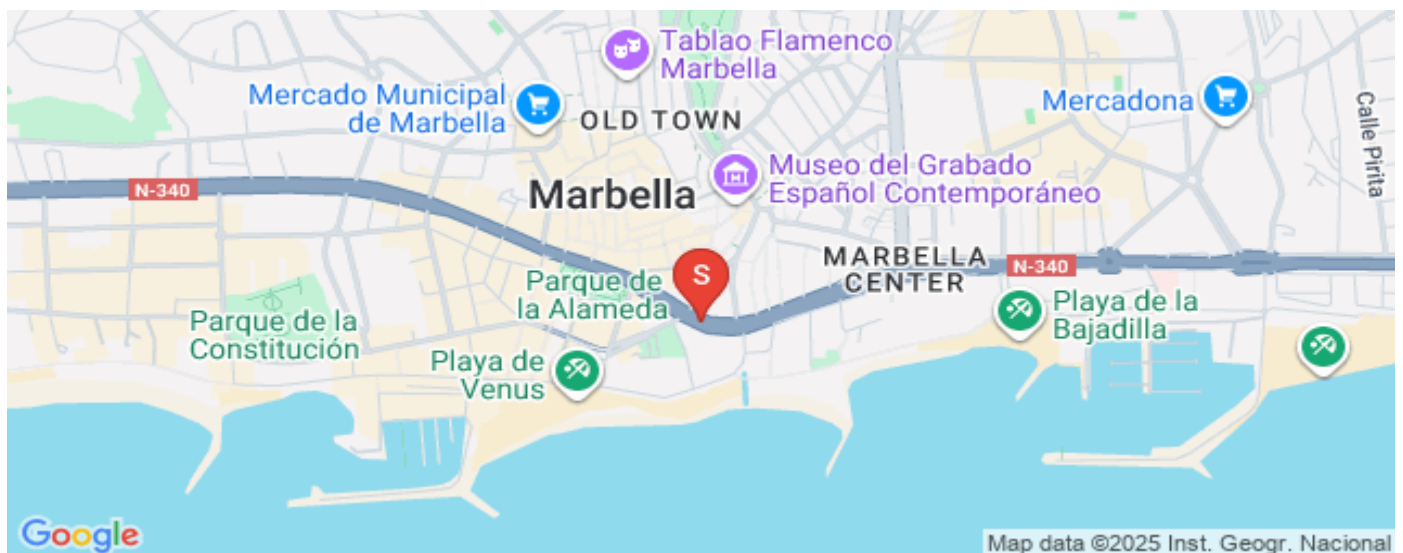 Tablao Flamenco
Marbella
Mercado Municipal
de Marbella
OLD TOWN
Mercadona
Calle Pirita
Museo del Grabado
Español Contemporáneo
Marbella
N-340
MARBELLA
CENTER
N-340
S
Parque de
la Alameda
Parque de la
Constitución
Playa de
Venus
Playa de la
Bajadilla
Google
Map data ©2025 Inst. Geogr. Nacional